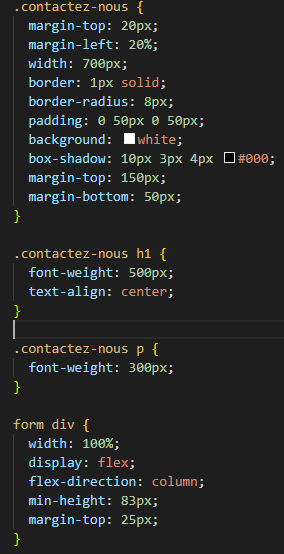 .contactez-nous {
margin-top: 20px;
margin-left: 20%;
width: 700px;
border: 1px solid;
border-radius: 8px;
padding: 0 50px 0 50px;
background: white;
box-shadow: 10px 3px 4px #000;
margin-top: 150px;
margin-bottom: 50px;
}
.contactez-nous h1 {
font-weight: 500px;
text-align: center;
}
.contactez-nous p {
font-weight: 300px;
}
form div {
width: 100%;
display: flex;
flex-direction: column;
min-height: 83px;
margin-top: 25px;
}